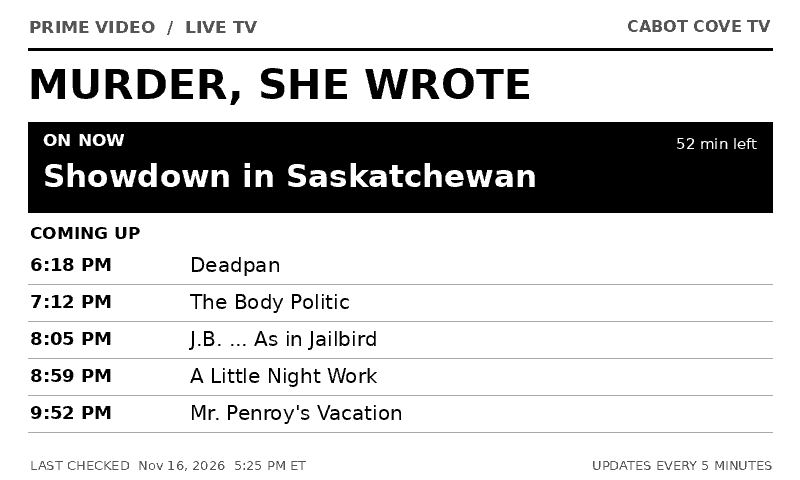 PRIME VIDEO / LIVE TV
CABOT COVE TV
MURDER, SHE WROTE
ON NOW
52 min left
Showdown in Saskatchewan
COMING UP
6:18 PM Deadpan
7:12 PM The Body Politic
8:05 PM J.B. ... As in Jailbird
8:59 PM A Little Night Work
9:52 PM Mr. Penroy's Vacation
LAST CHECKED Nov 16, 2026 5:25 PM ET
UPDATES EVERY 5 MINUTES